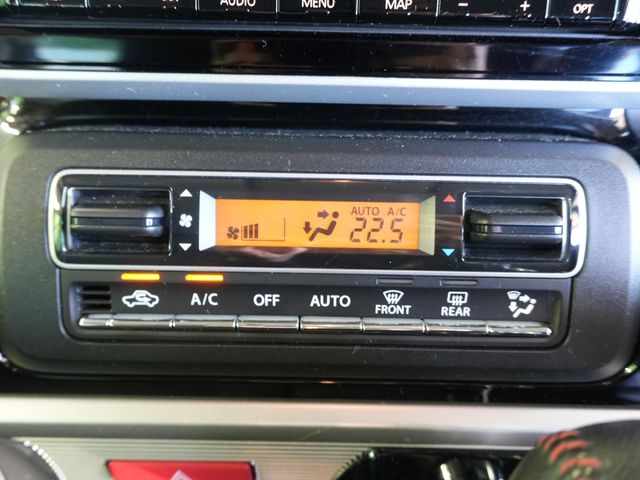 AUDIO MENU MAP - + OPT
AUTO A/C
22.5
A/C OFF AUTO FRONT REAR